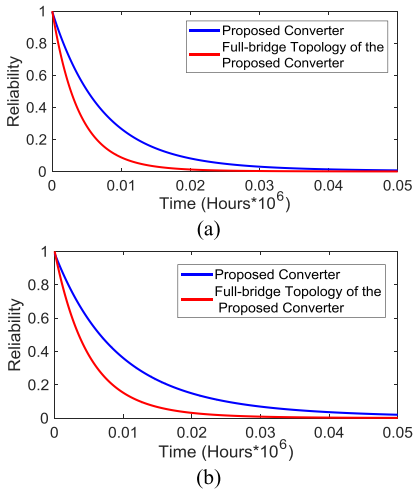 1
0.8
0.6
0.4
0.2
0
Reliability
Proposed Converter
Full-bridge Topology of the
Proposed Converter
0 0.01 0.02 0.03 0.04 0.05
Time (Hours*10^6)
(a)
1
0.8
0.6
0.4
0.2
0
Reliability
Proposed Converter
Full-bridge Topology of the
Proposed Converter
0 0.01 0.02 0.03 0.04 0.05
Time (Hours*10^6)
(b)